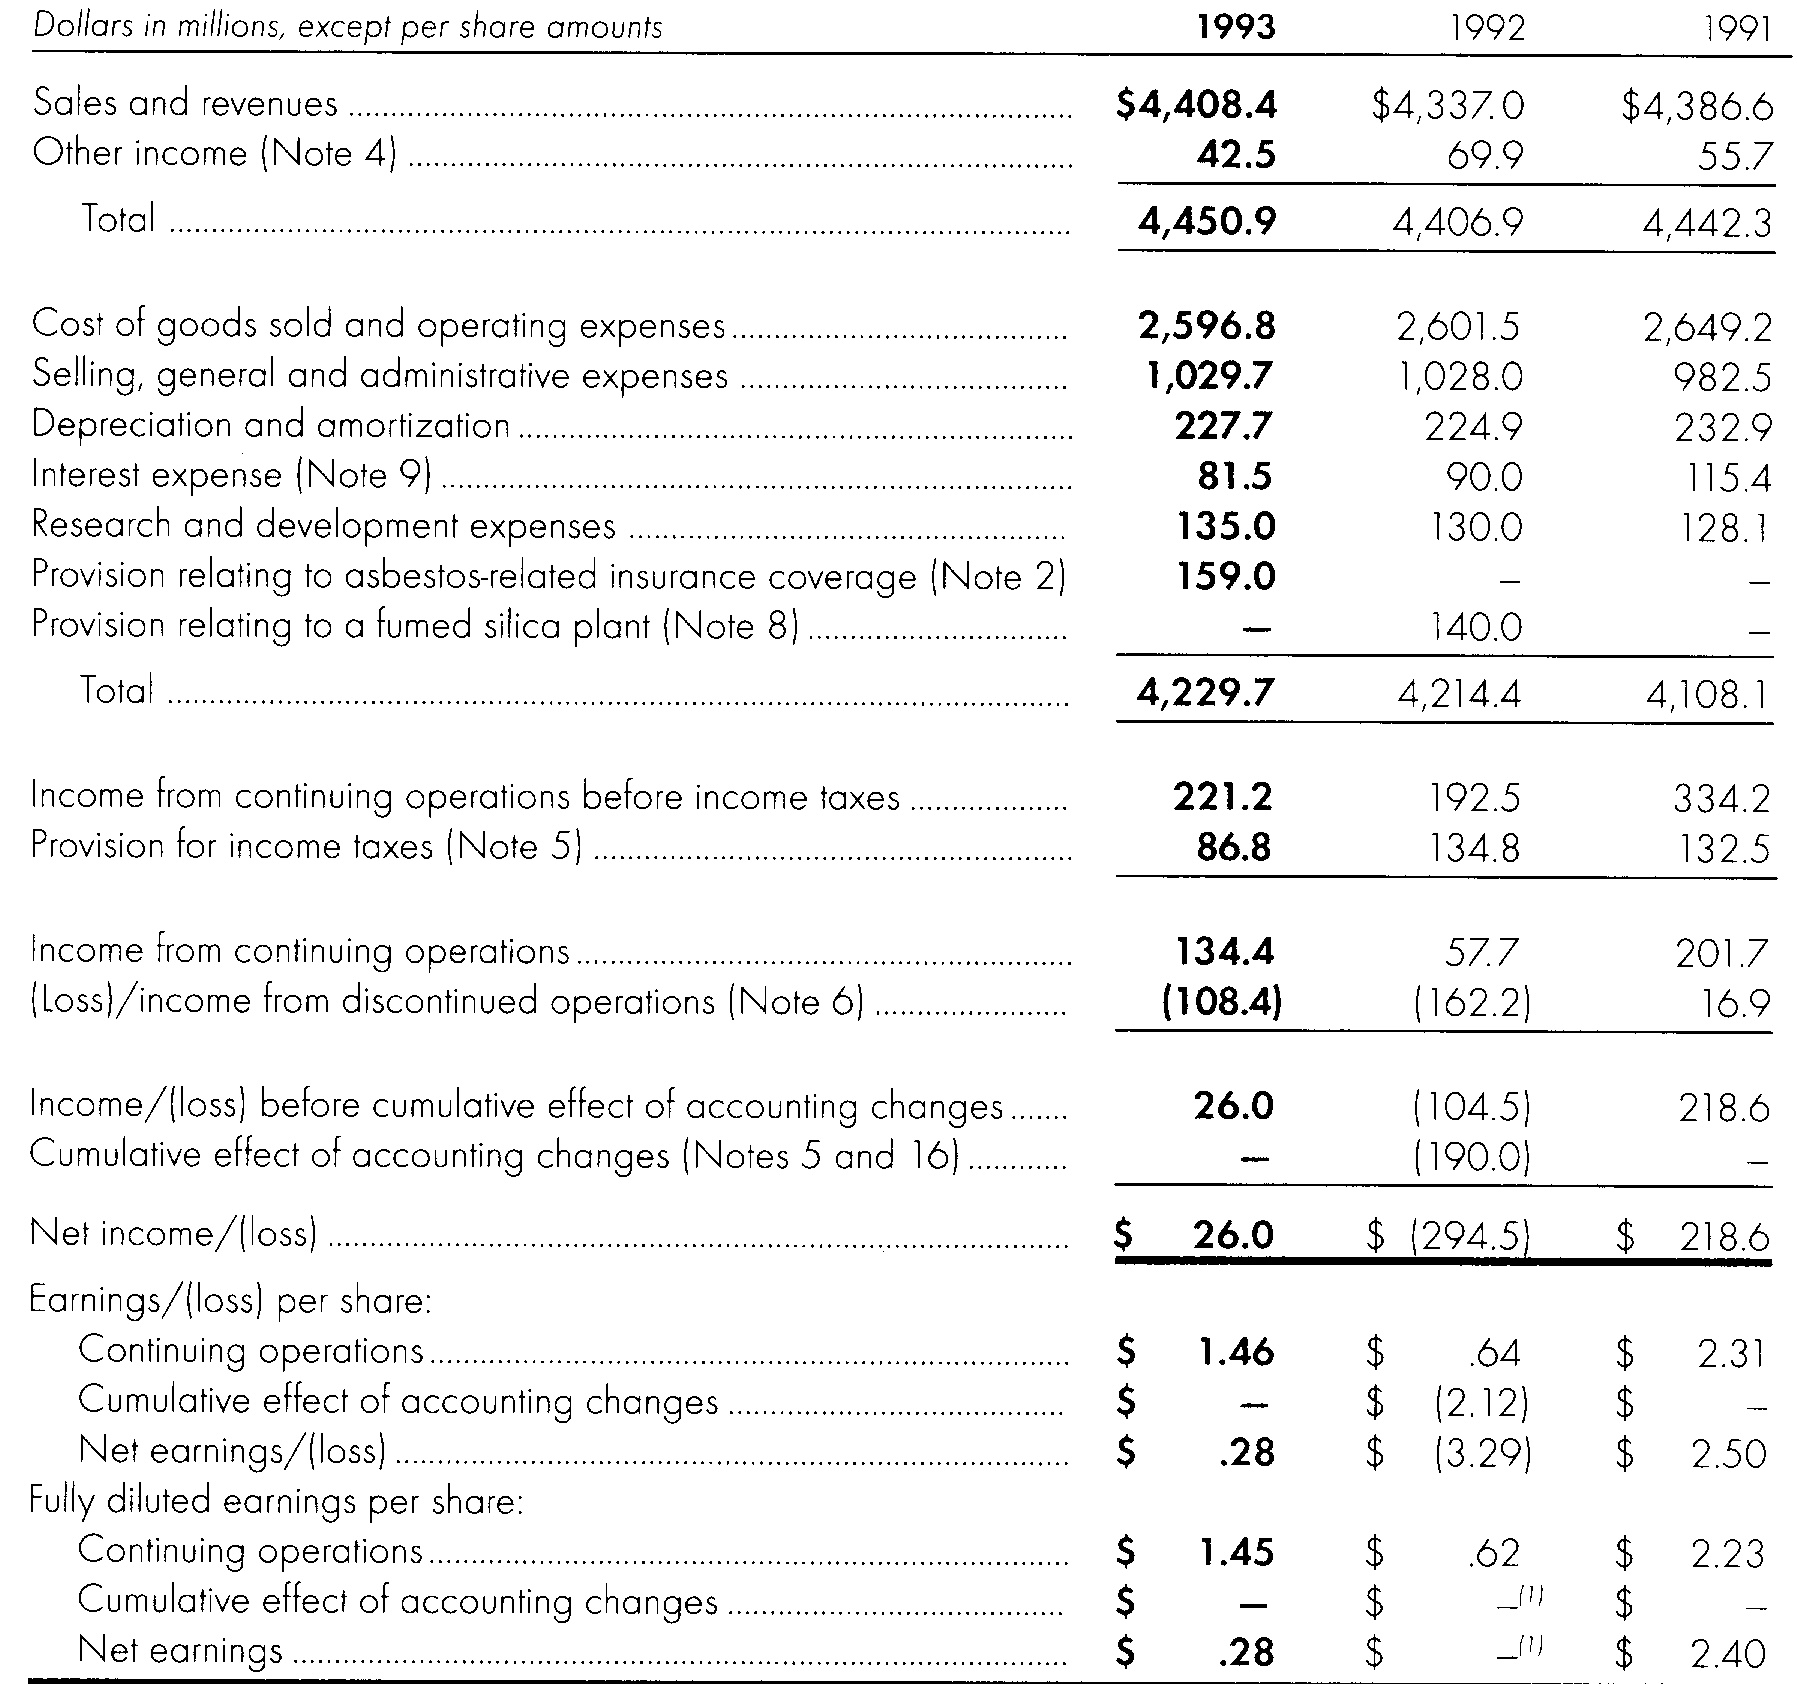 Dollars in millions, except per share amounts 1993 1992 1991
Sales and revenues $4,408.4 $4,337.0 $4,386.6
Other income (Note 4) 42.5 69.9 55.7
Total 4,450.9 4,406.9 4,442.3
Cost of goods sold and operating expenses 2,596.8 2,601.5 2,649.2
Selling, general and administrative expenses 1,029.7 1,028.0 982.5
Depreciation and amortization 227.7 224.9 232.9
Interest expense (Note 9) 81.5 90.0 115.4
Research and development expenses 135.0 130.0 128.1
Provision relating to asbestos-related insurance coverage (Note 2) 159.0 – –
Provision relating to a fumed silica plant (Note 8) – 140.0 –
Total 4,229.7 4,214.4 4,108.1
Income from continuing operations before income taxes 221.2 192.5 334.2
Provision for income taxes (Note 5) 86.8 134.8 132.5
Income from continuing operations 134.4 57.7 201.7
(Loss)/income from discontinued operations (Note 6) (108.4) (162.2) 16.9
Income/(loss) before cumulative effect of accounting changes 26.0 (104.5) 218.6
Cumulative effect of accounting changes (Notes 5 and 16) – (190.0) –
Net income/(loss) $ 26.0 $ (294.5) $ 218.6
Earnings/(loss) per share:
Continuing operations $ 1.46 $ .64 $ 2.31
Cumulative effect of accounting changes $ – $ (2.12) $ –
Net earnings/(loss) $ .28 $ (3.29) $ 2.50
Fully diluted earnings per share:
Continuing operations $ 1.45 $ .62 $ 2.23
Cumulative effect of accounting changes $ – $ –(1) $ –
Net earnings $ .28 $ –(1) $ 2.40